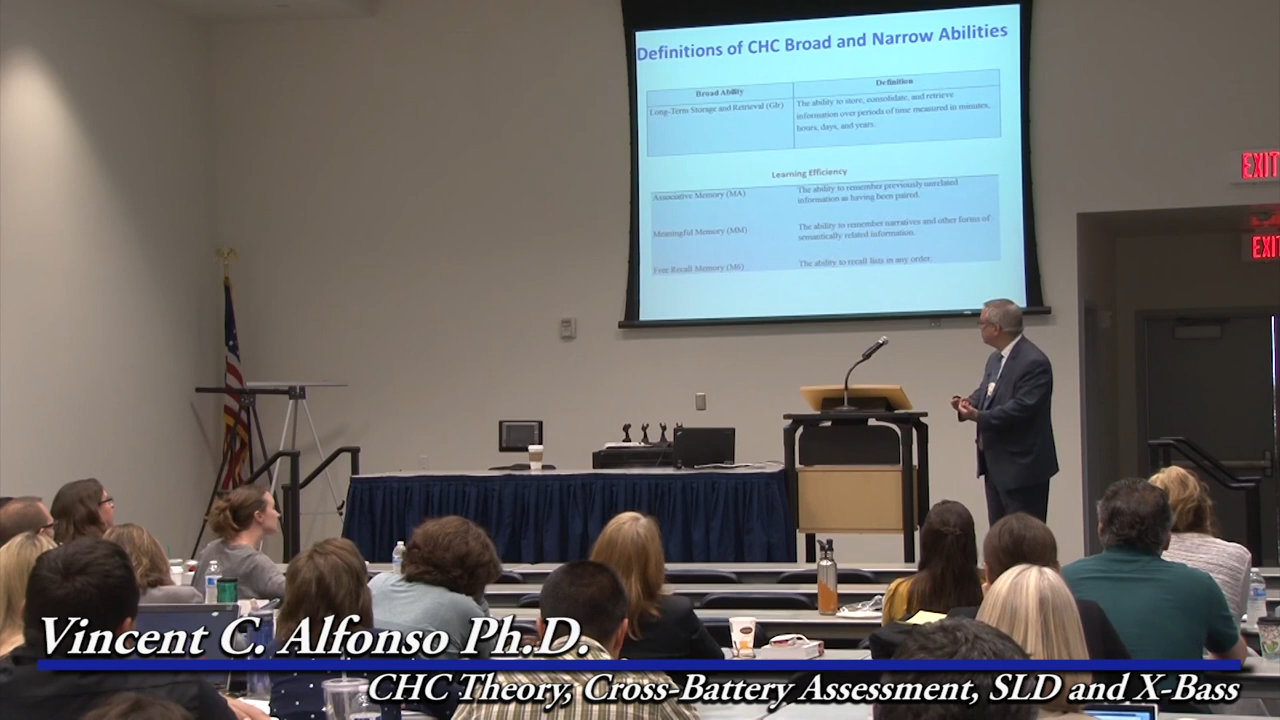 Definitions of CHC Broad and Narrow Abilities
Broad Ability
Definition
Long-Term Storage and Retrieval (Glr)
The ability to store, consolidate, and retrieve
information over periods of time measured in minutes,
hours, days, and years.
Learning Efficiency
Associative Memory (MA)
The ability to remember previously unrelated
information as having been paired.
Meaningful Memory (MM)
The ability to remember narratives and other forms of
semantically related information.
Free Recall Memory (M6)
The ability to recall lists in any order.
EXIT
EXIT
Vincent C. Alfonso Ph.D.
CHC Theory, Cross-Battery Assessment, SLD and X-Bass